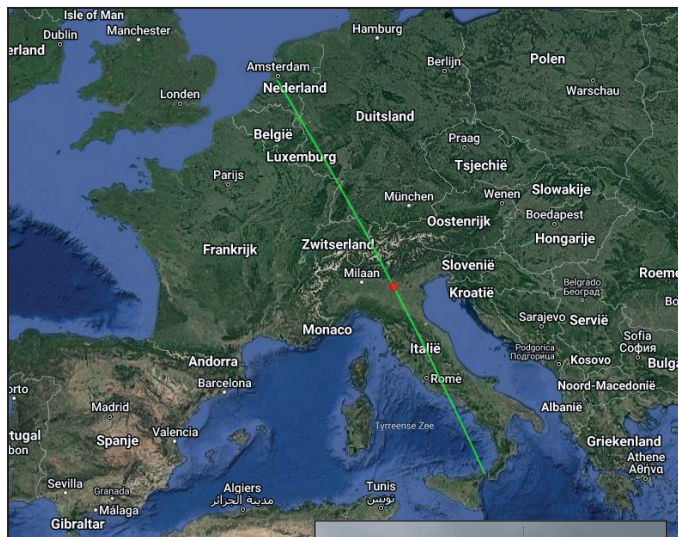 Isle of Man
Dublin
Manchester
Hamburg
erland
Amsterdam
Berlijn
Polen
Nederland
Londen
Warschau
Duitsland
België
Praag
Luxemburg
Tsjechië
Parijs
München
Wenen
Slowakije
Oostenrijk
Boedapest
Frankrijk
Zwitserland
Hongarije
Slovenië
Milaan
Kroatië
Belgrado
Београд
Roeme
Bo
Monaco
Sarajevo
Servië
Italië
Sofia
София
Andorra
Podgorica
Подгорица
Kosovo
Bulga
orto
Barcelona
Rome
Noord-Macedonië
Madrid
Albanië
tugal
bon
Spanje
Valencia
Tyrreense Zee
Griekenland
Athene
Αθήνα
Sevilla
Granada
Algiers
مدينة الجزائر
Tunis
تونس
Málaga
Gibraltar